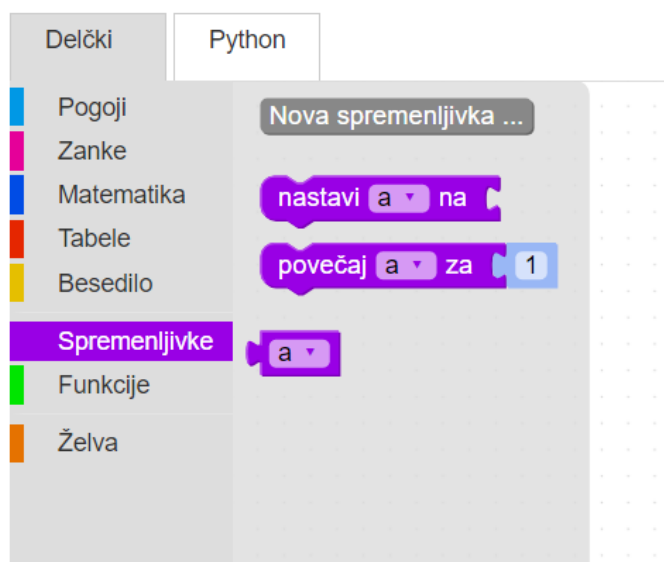 Delčki
Python
Pogoji
Zanke
Matematika
Tabele
Besedilo
Spremenljivke
Funkcije
Želva
Nova spremenljivka ...
nastavi a na
povečaj a za 1
a